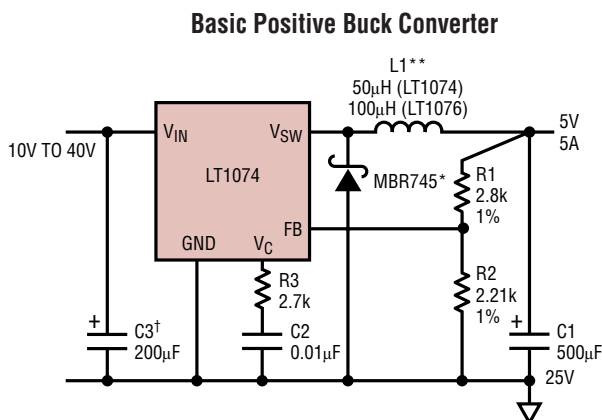 Basic Positive Buck Converter
L1**
50μH (LT1074)
100μH (LT1076)
10V TO 40V
VIN
VSW
LT1074
GND
VC
FB
MBR745*
5V
5A
R1
2.8k
1%
R2
2.21k
1%
R3
2.7k
C2
0.01μF
C3†
200μF
+
C1
500μF
+
25V